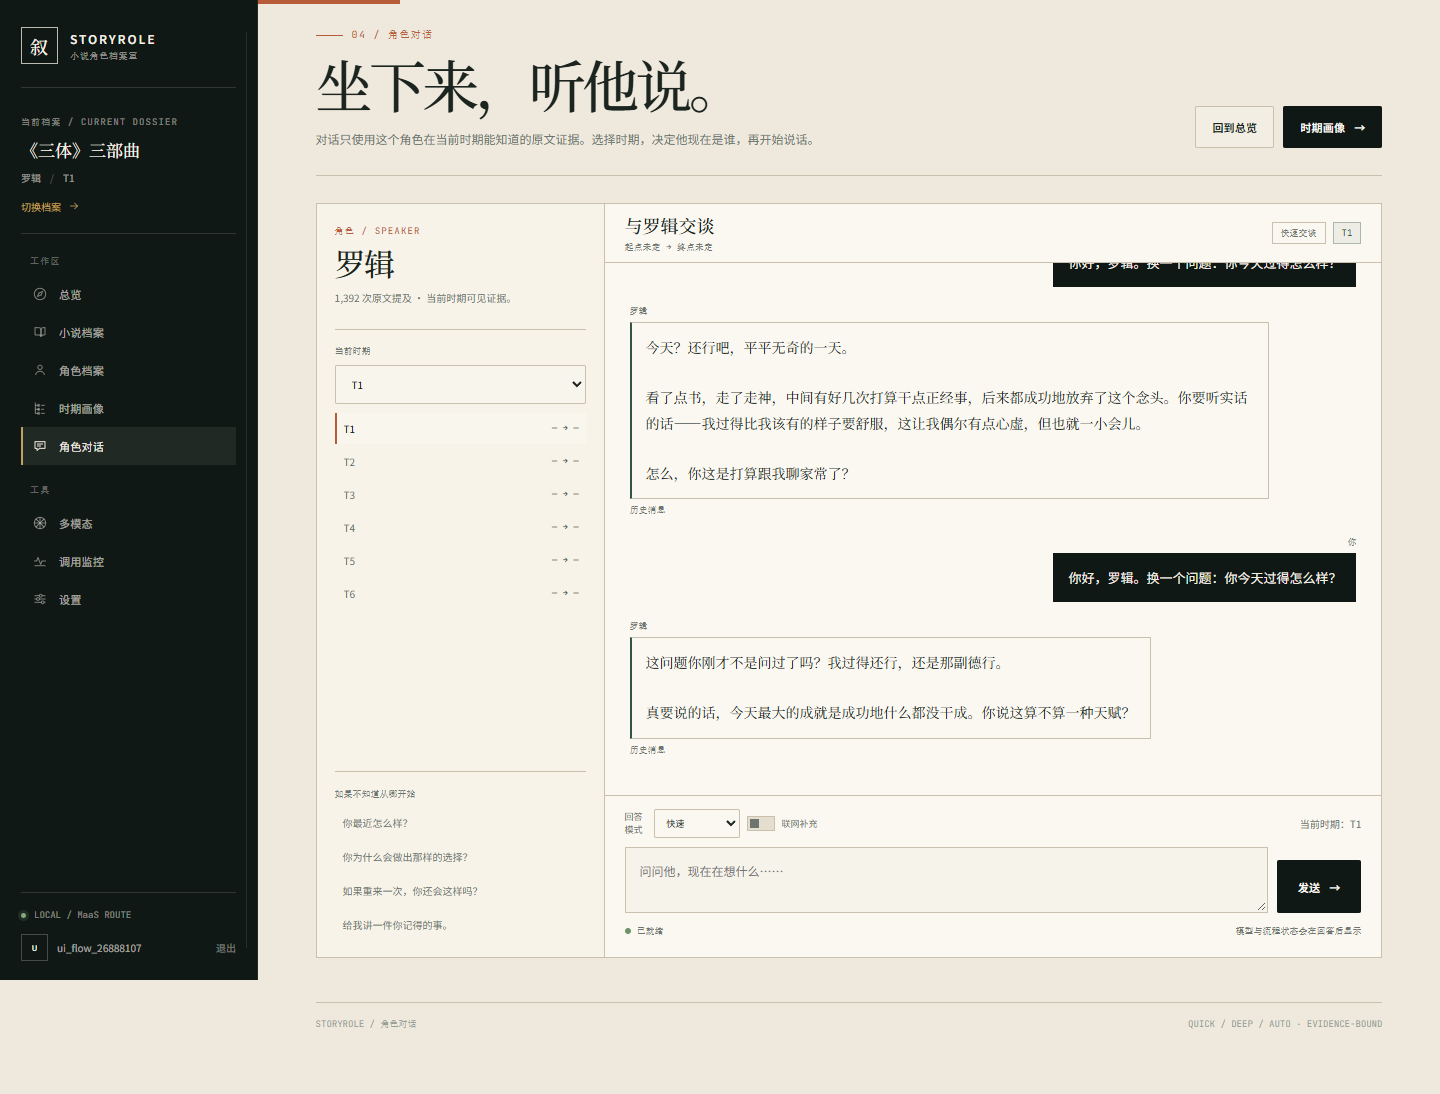 叙
STORYROLE
小说角色档案室
当前档案 / CURRENT DOSSIER
《三体》三部曲
罗辑 / T1
切换档案 →
工作区
总览
小说档案
角色档案
时期画像
角色对话
工具
多模态
调用监控
设置
LOCAL / MaaS ROUTE
U ui_flow_26888107 退出
04 / 角色对话
坐下来，听他说。
对话只使用这个角色在当前时期能知道的原文证据。选择时期，决定他现在是谁，再开始说话。
回到总览
时期画像 →
角色 / SPEAKER
罗辑
1,392 次原文提及 · 当前时期可见证据。
当前时期
T1
T1 — → —
T2 — → —
T3 — → —
T4 — → —
T5 — → —
T6 — → —
如果不知道从哪开始
你最近怎么样？
你为什么会做出那样的选择？
如果重来一次，你还会这样吗？
给我讲一件你记得的事。
与罗辑交谈
起点未定 → 终点未定
快速交谈 T1
你好，罗辑。换一个问题：你今天过得怎么样？
罗辑
今天？还行吧，平平无奇的一天。
看了点书，走了走神，中间有好几次打算干点正经事，后来都成功地放弃了这个念头。你要听实话
的话——我过得比我该有的样子要舒服，这让我偶尔有点心虚，但也就一小会儿。
怎么，你这是打算跟我聊家常了？
历史消息
你
你好，罗辑。换一个问题：你今天过得怎么样？
罗辑
这问题你刚才不是问过了吗？我过得还行，还是那副德行。
真要说的话，今天最大的成就是成功地什么都没干成。你说这算不算一种天赋？
历史消息
回答
模式
快速
联网补充
当前时期：T1
问问他，现在在想什么……
发送 →
已就绪
模型与流程状态会在回答后显示
STORYROLE / 角色对话
QUICK / DEEP / AUTO · EVIDENCE-BOUND